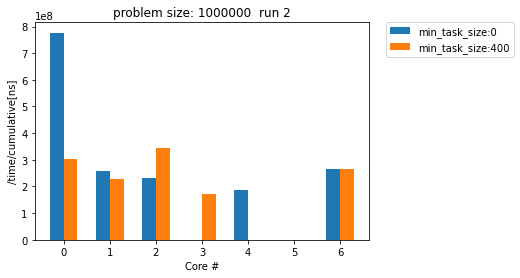 problem size: 1000000  run 2
1e8
8
7
6
5
4
3
2
1
0
/time/cumulative[ns]
0 1 2 3 4 5 6
Core #
min_task_size:0
min_task_size:400